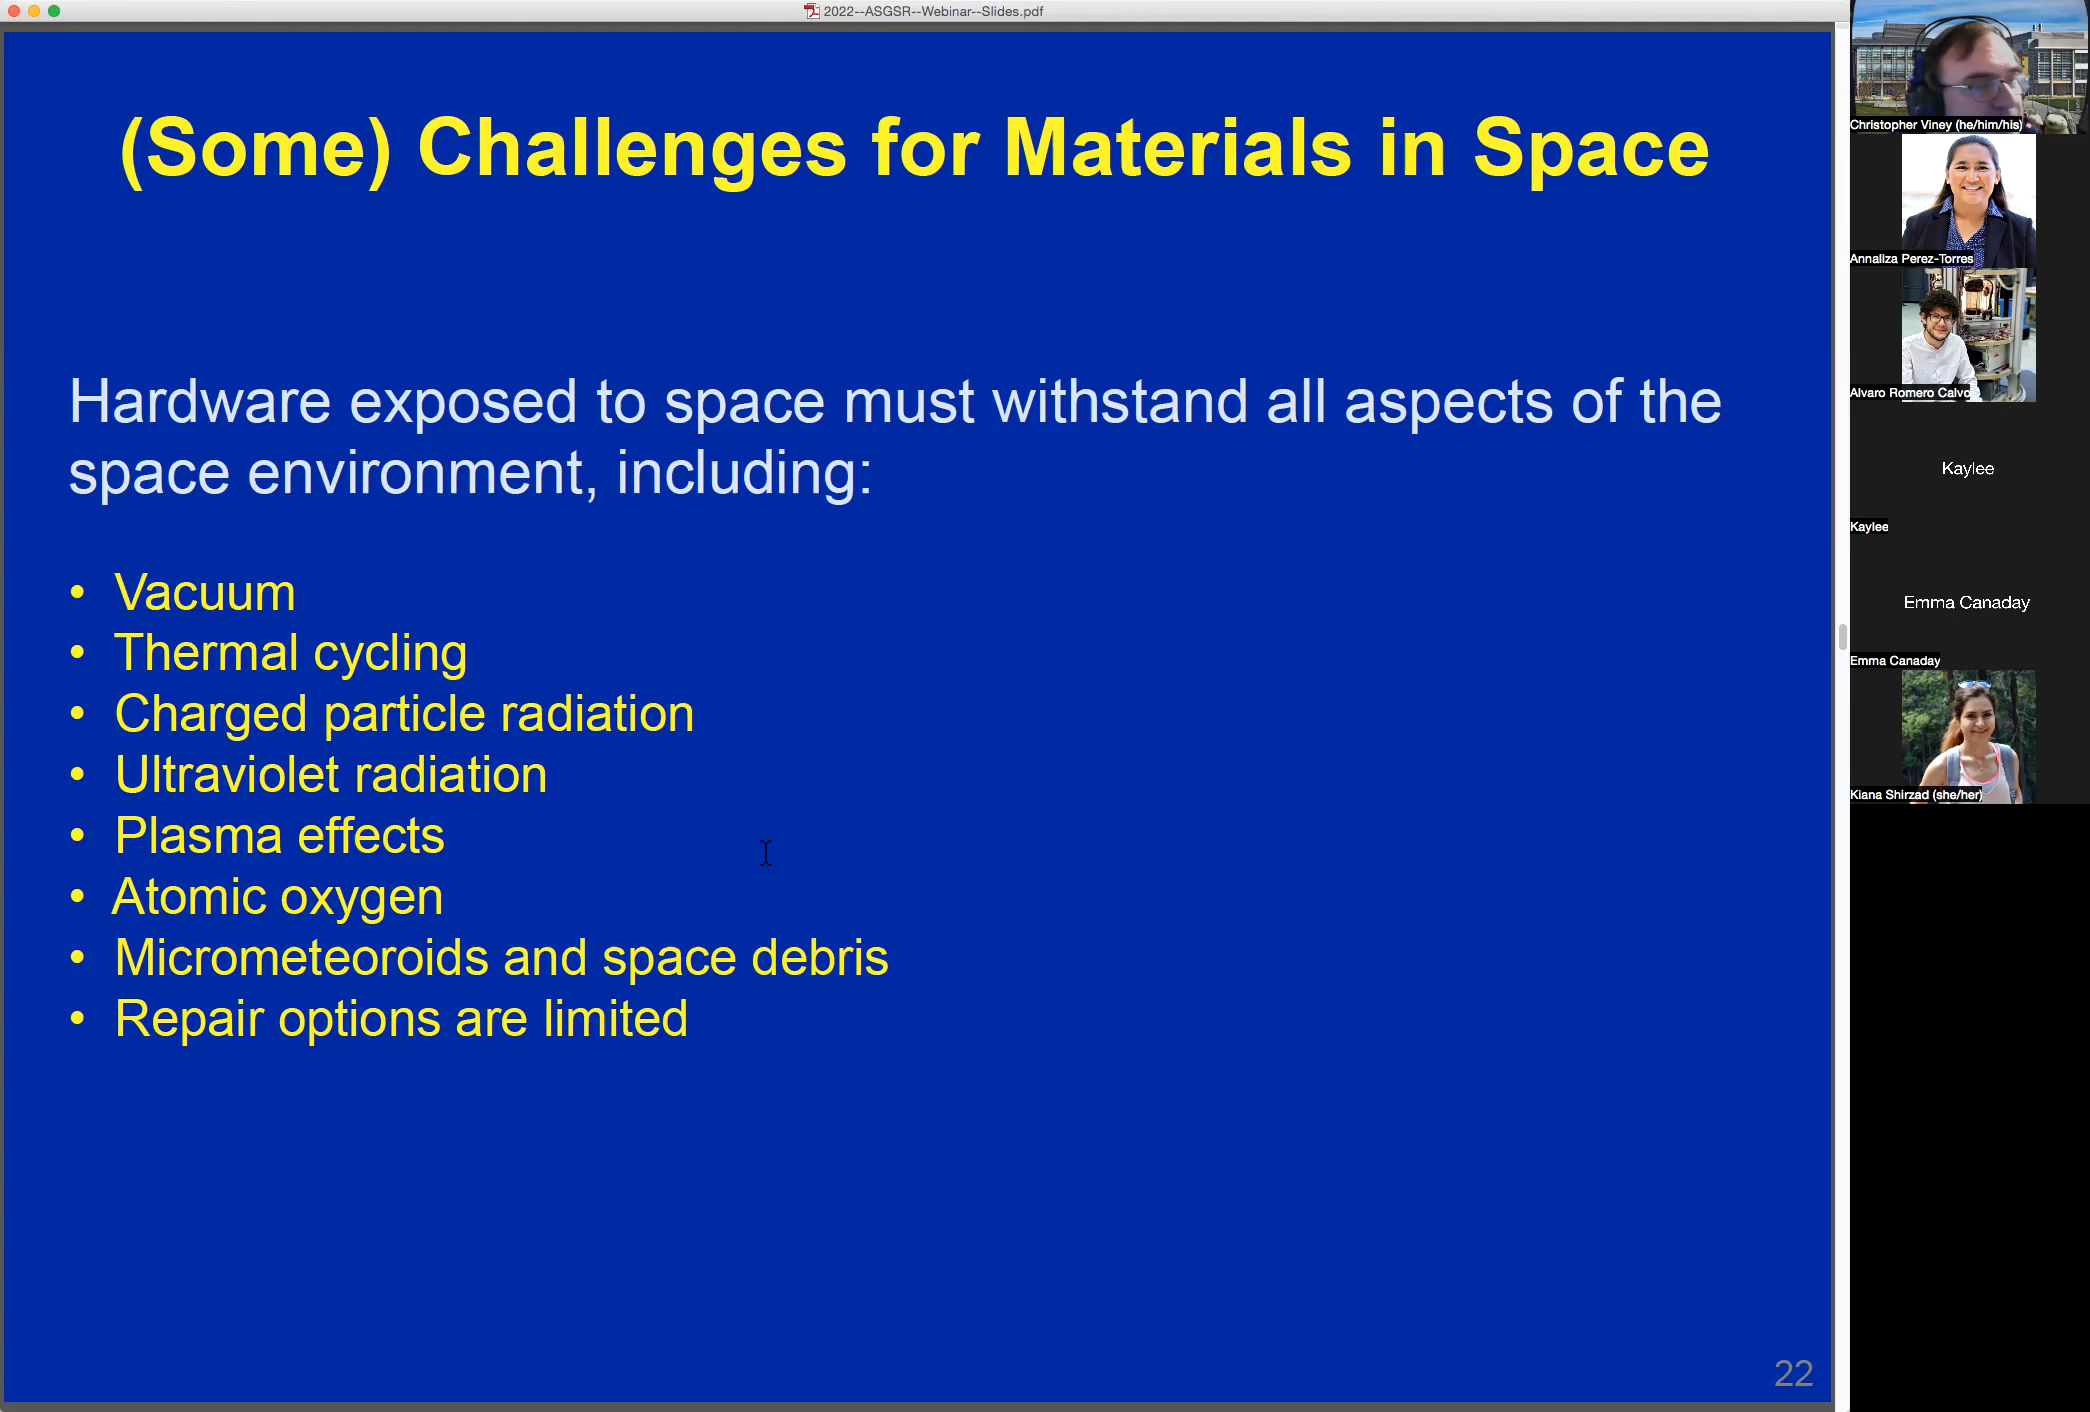 2022--ASGSR--Webinar--Slides.pdf
(Some) Challenges for Materials in Space
Hardware exposed to space must withstand all aspects of the
space environment, including:
• Vacuum
• Thermal cycling
• Charged particle radiation
• Ultraviolet radiation
• Plasma effects
• Atomic oxygen
• Micrometeoroids and space debris
• Repair options are limited
22
Christopher Viney (he/him/his)
Annaliza Perez-Torres
Alvaro Romero Calvo
Kaylee
Kaylee
Emma Canaday
Emma Canaday
Kiana Shirzad (she/her)